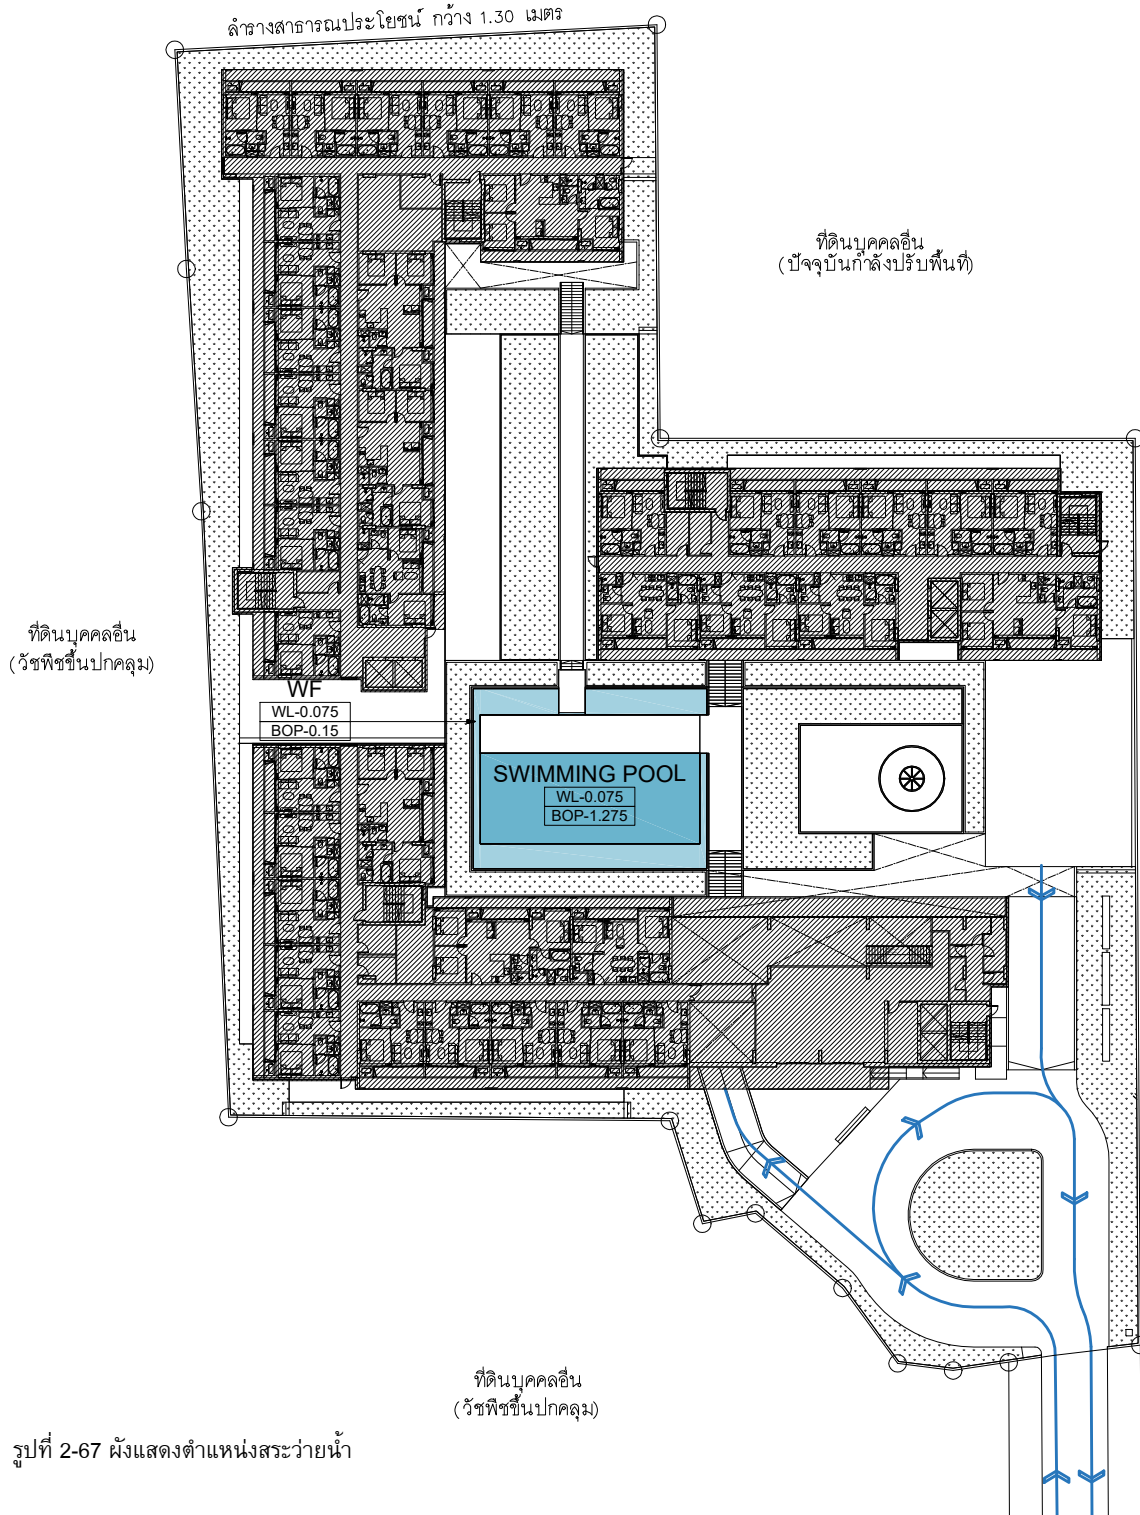 ลำรางสาธารณประโยชน์ กว้าง 1.30 เมตร
ที่ดินบุคคลอื่น
(ปัจจุบันกำลังปรับพื้นที่)
ที่ดินบุคคลอื่น
(วัชพืชขึ้นปกคลุม)
WF
WL-0.075
BOP-0.15
SWIMMING POOL
WL-0.075
BOP-1.275
ที่ดินบุคคลอื่น
(วัชพืชขึ้นปกคลุม)
รูปที่ 2-67 ผังแสดงตำแหน่งสระว่ายน้ำ